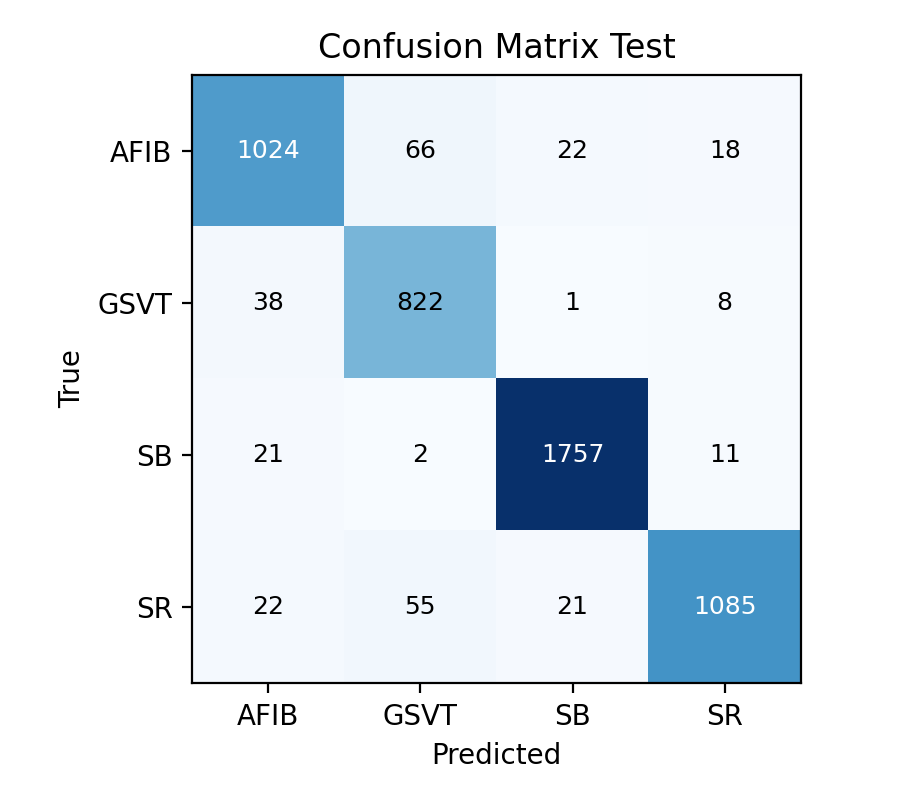 Confusion Matrix Test
AFIB 1024 66 22 18
GSVT 38 822 1 8
True
SB 21 2 1757 11
SR 22 55 21 1085
AFIB GSVT SB SR
Predicted